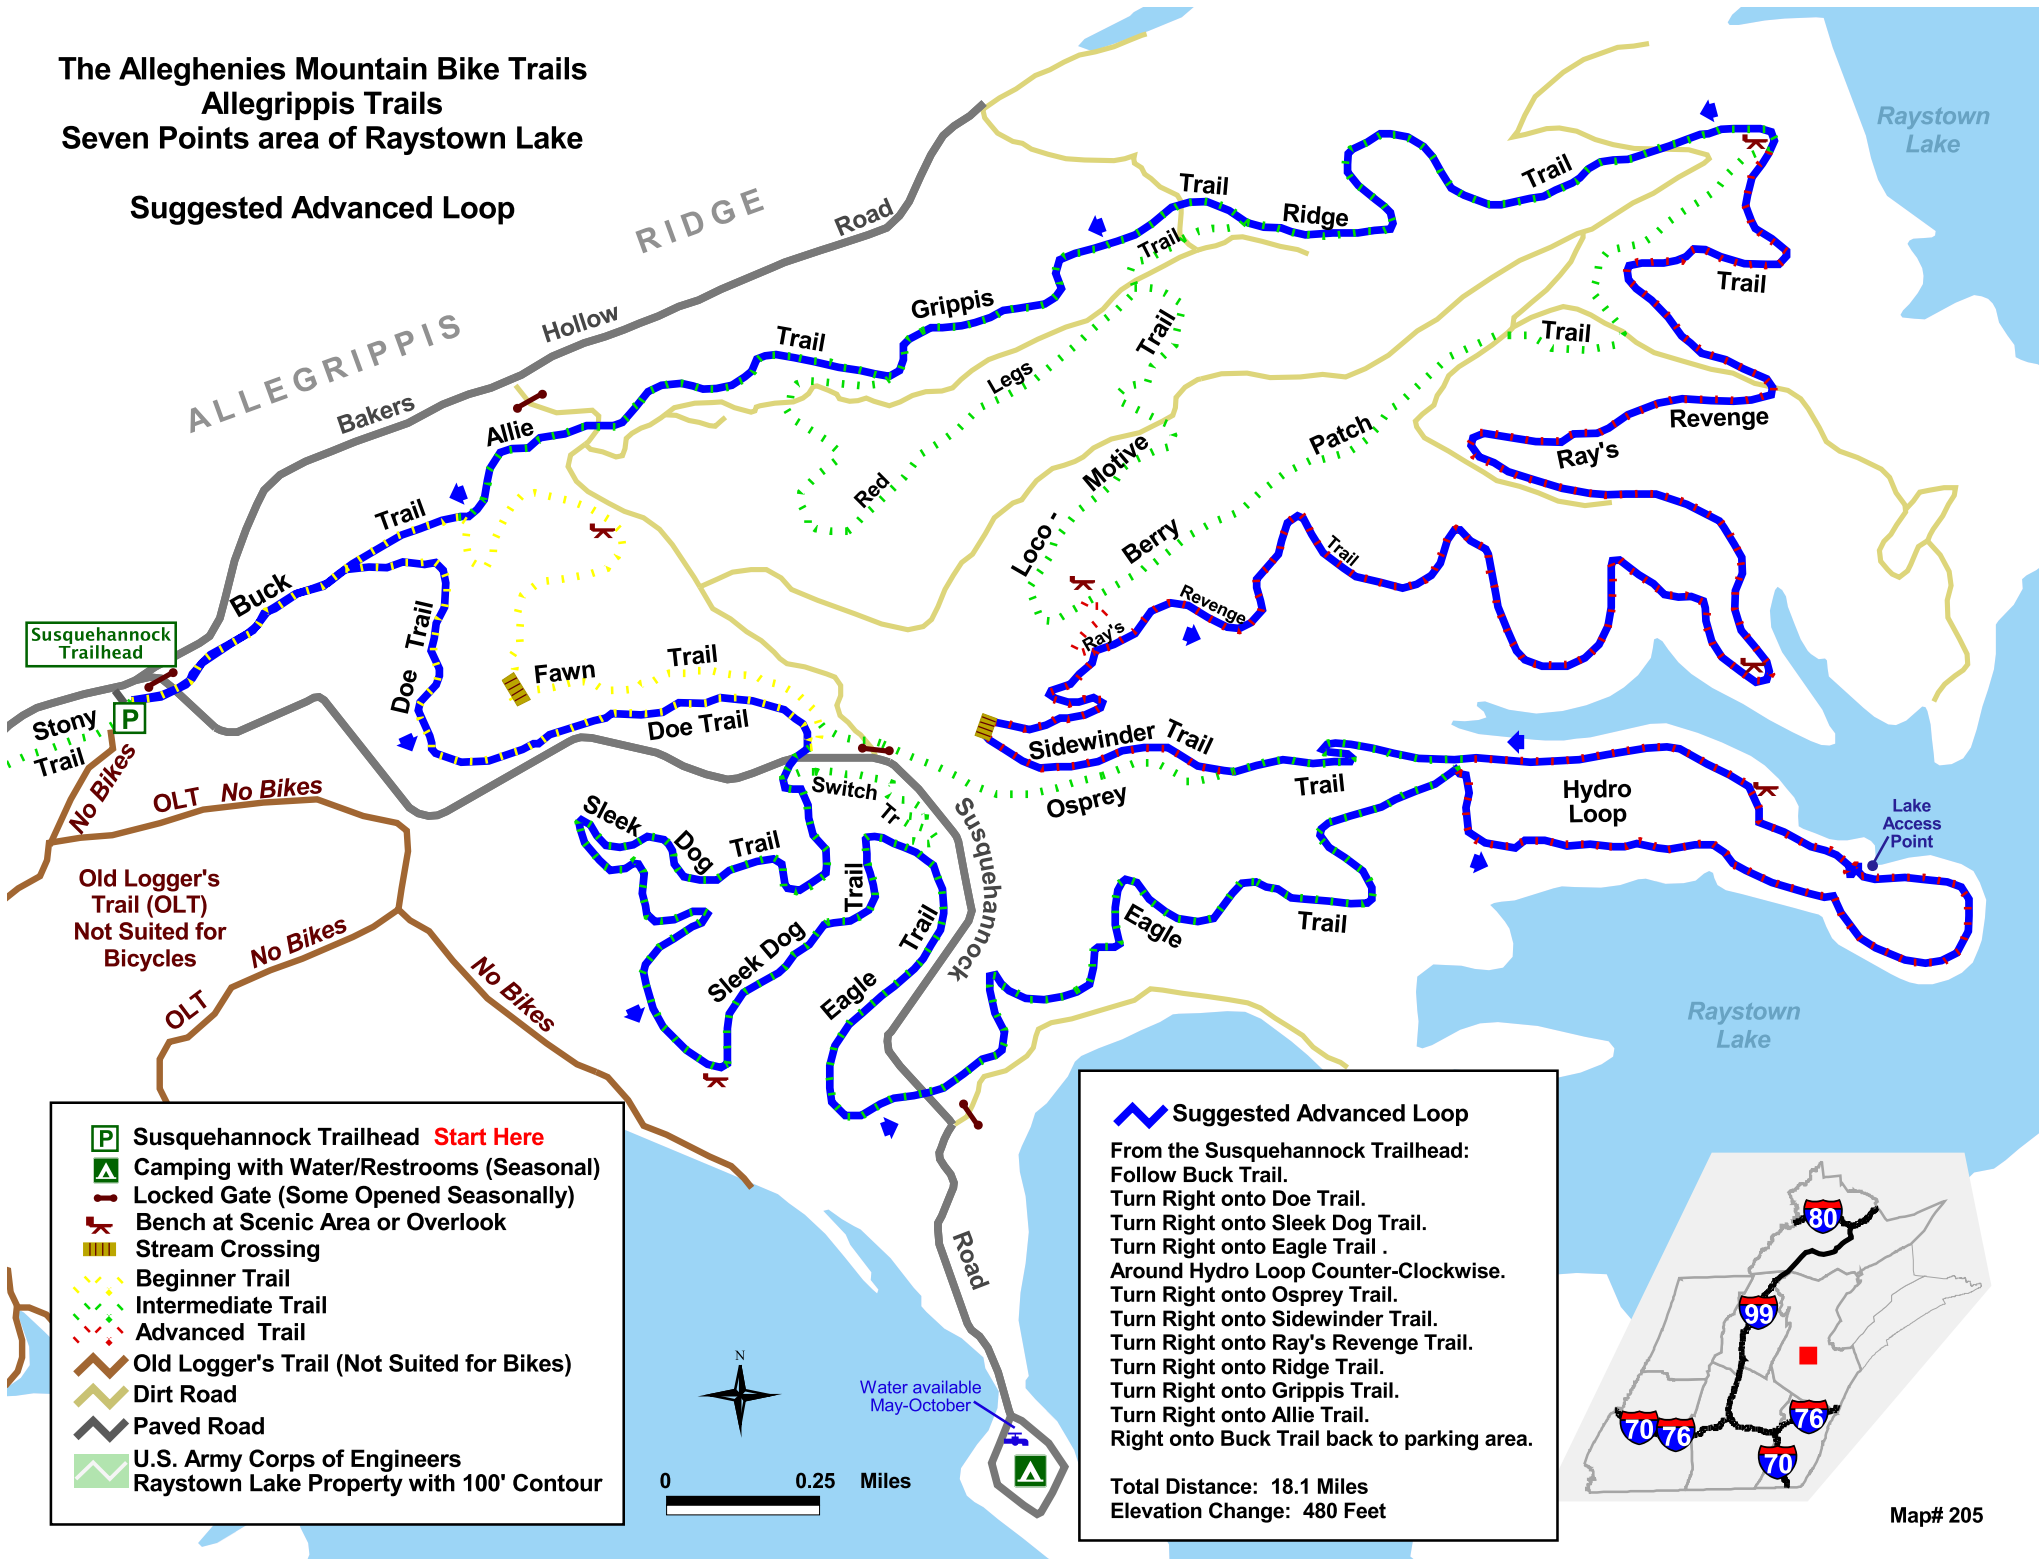 The Alleghenies Mountain Bike Trails
Allegrippis Trails
Seven Points area of Raystown Lake
Suggested Advanced Loop
ALLEGRIPPIS
RIDGE
Bakers
Hollow
Road
Raystown
Lake
Trail
Ridge
Trail
Trail
Grippis
Trail
Allie
Trail
Buck
Legs
Red
Trail
Motive
Loco -
Trail
Patch
Berry
Trail
Revenge
Ray's
Trail
Revenge
Ray's
Susquehannock
Trailhead
P
Stony
Trail
Doe Trail
Fawn
Trail
Doe Trail
Sidewinder
Trail
Osprey
Trail
Hydro
Loop
Lake
Access
Point
No Bikes
OLT
No Bikes
Old Logger's
Trail (OLT)
Not Suited for
Bicycles
No Bikes
OLT
No Bikes
Switch
Tr
Sleek
Dog
Trail
Sleek Dog
Trail
Eagle
Trail
Susquehannock
Eagle
Trail
Raystown
Lake
Road
P Susquehannock Trailhead Start Here
Camping with Water/Restrooms (Seasonal)
Locked Gate (Some Opened Seasonally)
Bench at Scenic Area or Overlook
Stream Crossing
Beginner Trail
Intermediate Trail
Advanced Trail
Old Logger's Trail (Not Suited for Bikes)
Dirt Road
Paved Road
U.S. Army Corps of Engineers
Raystown Lake Property with 100' Contour
N
0 0.25 Miles
Water available
May-October
Suggested Advanced Loop
From the Susquehannock Trailhead:
Follow Buck Trail.
Turn Right onto Doe Trail.
Turn Right onto Sleek Dog Trail.
Turn Right onto Eagle Trail .
Around Hydro Loop Counter-Clockwise.
Turn Right onto Osprey Trail.
Turn Right onto Sidewinder Trail.
Turn Right onto Ray's Revenge Trail.
Turn Right onto Ridge Trail.
Turn Right onto Grippis Trail.
Turn Right onto Allie Trail.
Right onto Buck Trail back to parking area.
Total Distance: 18.1 Miles
Elevation Change: 480 Feet
80
99
70
76
76
70
Map# 205